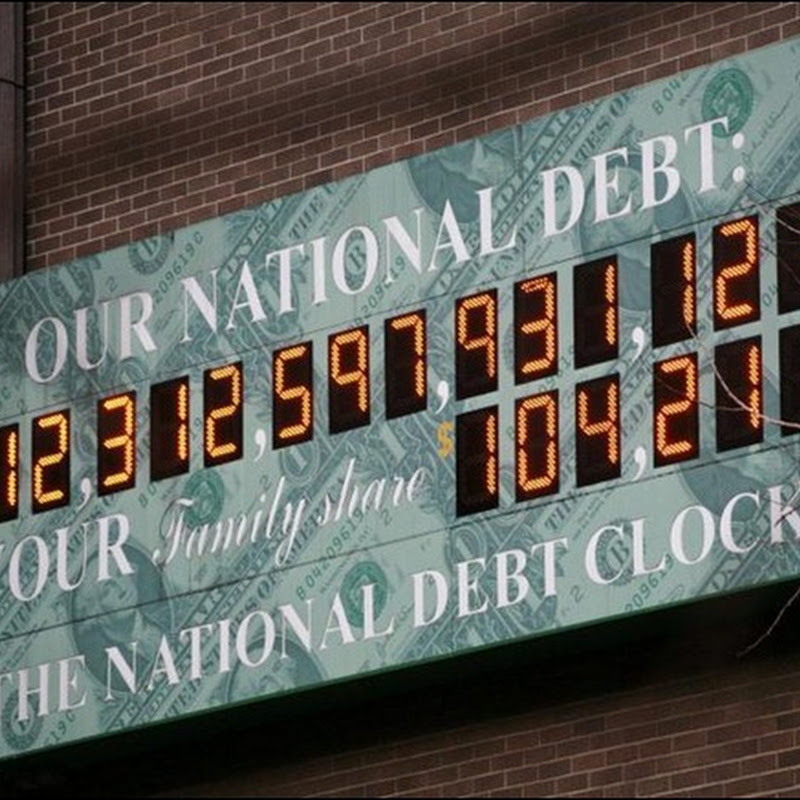 OUR NATIONAL DEBT:
12,312,597,931,12
YOUR Family share $104,21
THE NATIONAL DEBT CLOCK